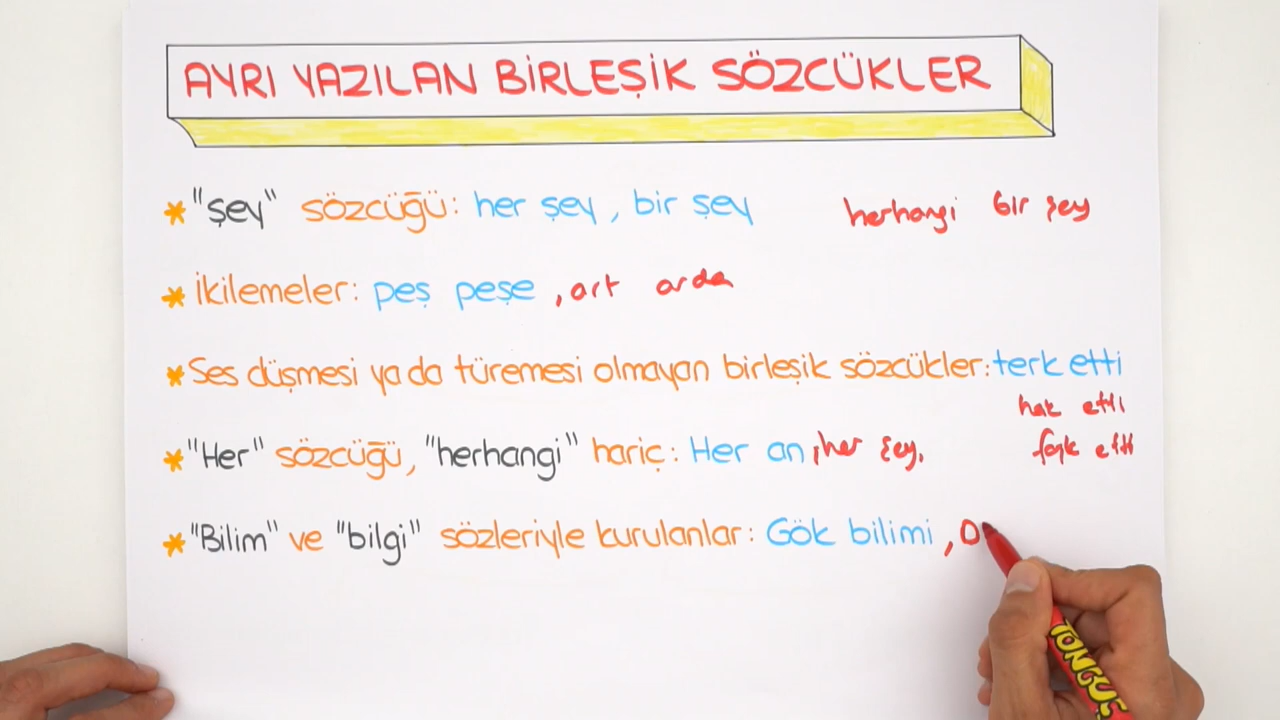 AYRI YAZILAN BİRLEŞİK SÖZCÜKLER
* "Şey" sözcüğü: her şey, bir şey herhangi bir şey
* İkilemeler: peş peşe, art arda
* Ses düşmesi ya da türemesi olmayan birleşik sözcükler: terk etti
hak etti
* "Her" sözcüğü, "herhangi" hariç: Her an, her şey. fark etti
* "Bilim" ve "bilgi" sözleriyle kurulanlar: Gök bilimi,
TONGUÇ